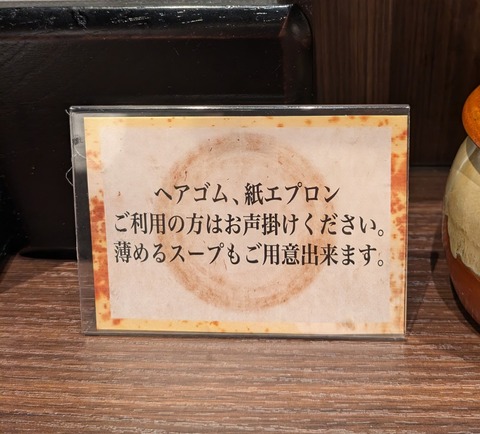 ヘアゴム、紙エプロン
ご利用の方はお声掛けください。
薄めるスープもご用意出来ます。